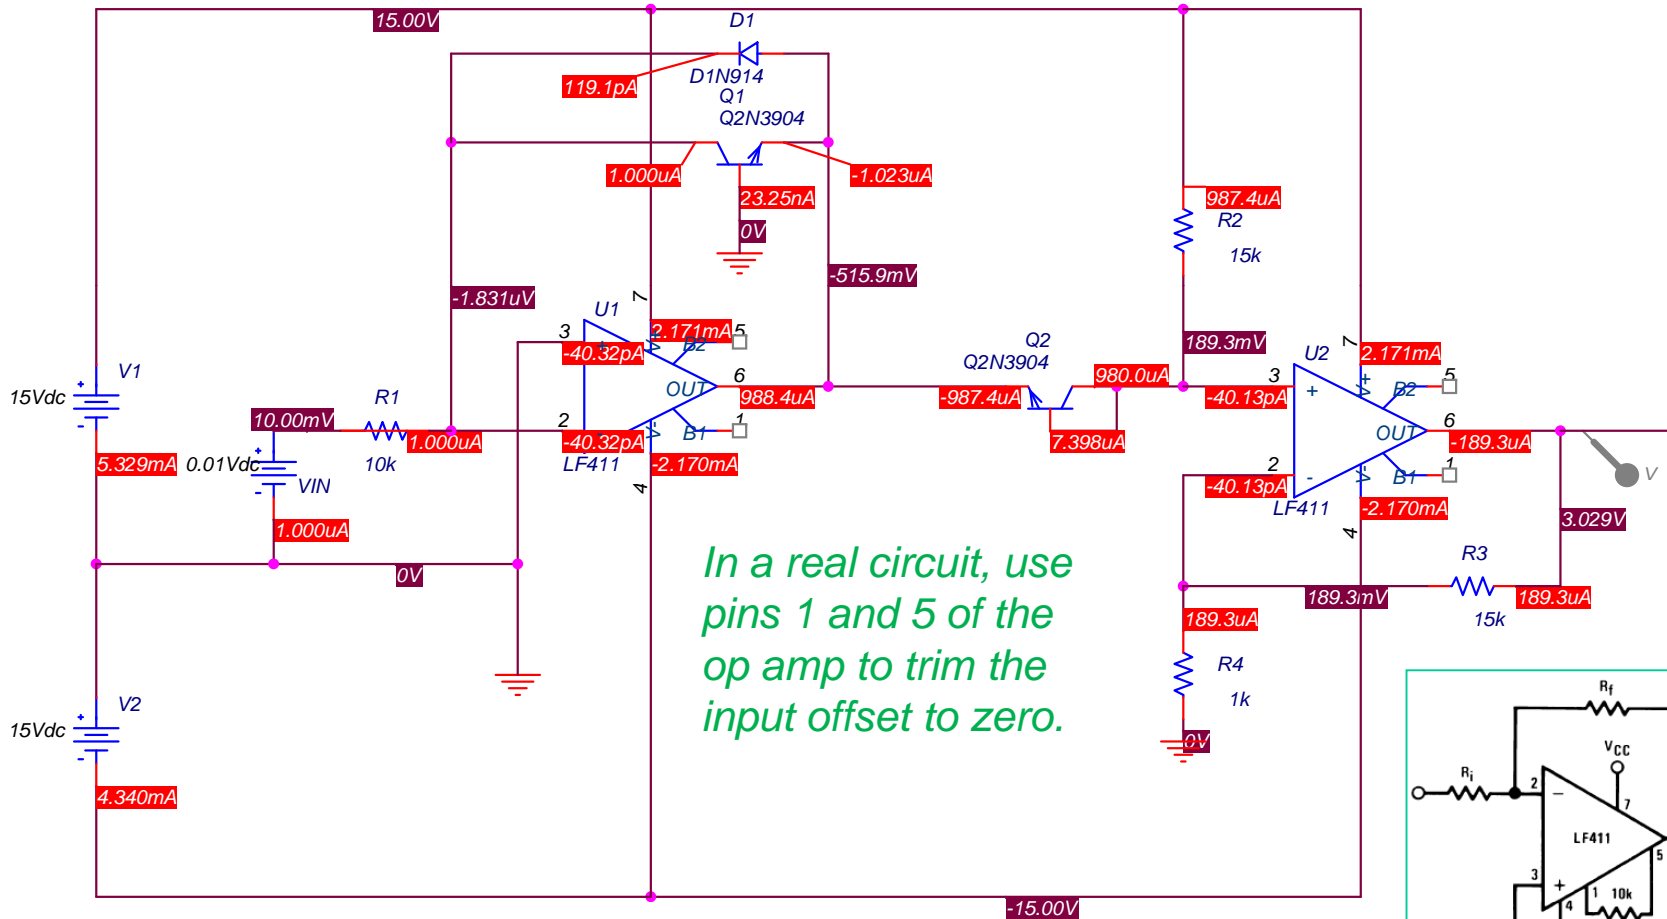 15.00V
D1
D1N914
119.1pA
Q1
Q2N3904
1.000uA
-1.023uA
23.25nA
0V
987.4uA
R2
15k
-515.9mV
-1.831uV
U1
7
3
2.171mA
5
-40.32pA
+
V+
B2
OUT
6
988.4uA
2
-40.32pA
V-
B1
1
LF411
-2.170mA
4
V1
15Vdc
+
-
5.329mA
R1
10.00mV
1.000uA
10k
0.01Vdc
+
-
VIN
1.000uA
0V
Q2
Q2N3904
-987.4uA
980.0uA
7.398uA
189.3mV
U2
7
2.171mA
3
-40.13pA
+
V+
B2
5
OUT
6
-189.3uA
V
2
-40.13pA
-
V-
B1
1
LF411
-2.170mA
4
3.029V
R3
189.3mV
189.3uA
15k
189.3uA
R4
1k
0V
In a real circuit, use
pins 1 and 5 of the
op amp to trim the
input offset to zero.
V2
15Vdc
+
-
4.340mA
-15.00V
Rf
VCC
Ri
2
−
7
LF411
5
3
+
4
1
10k